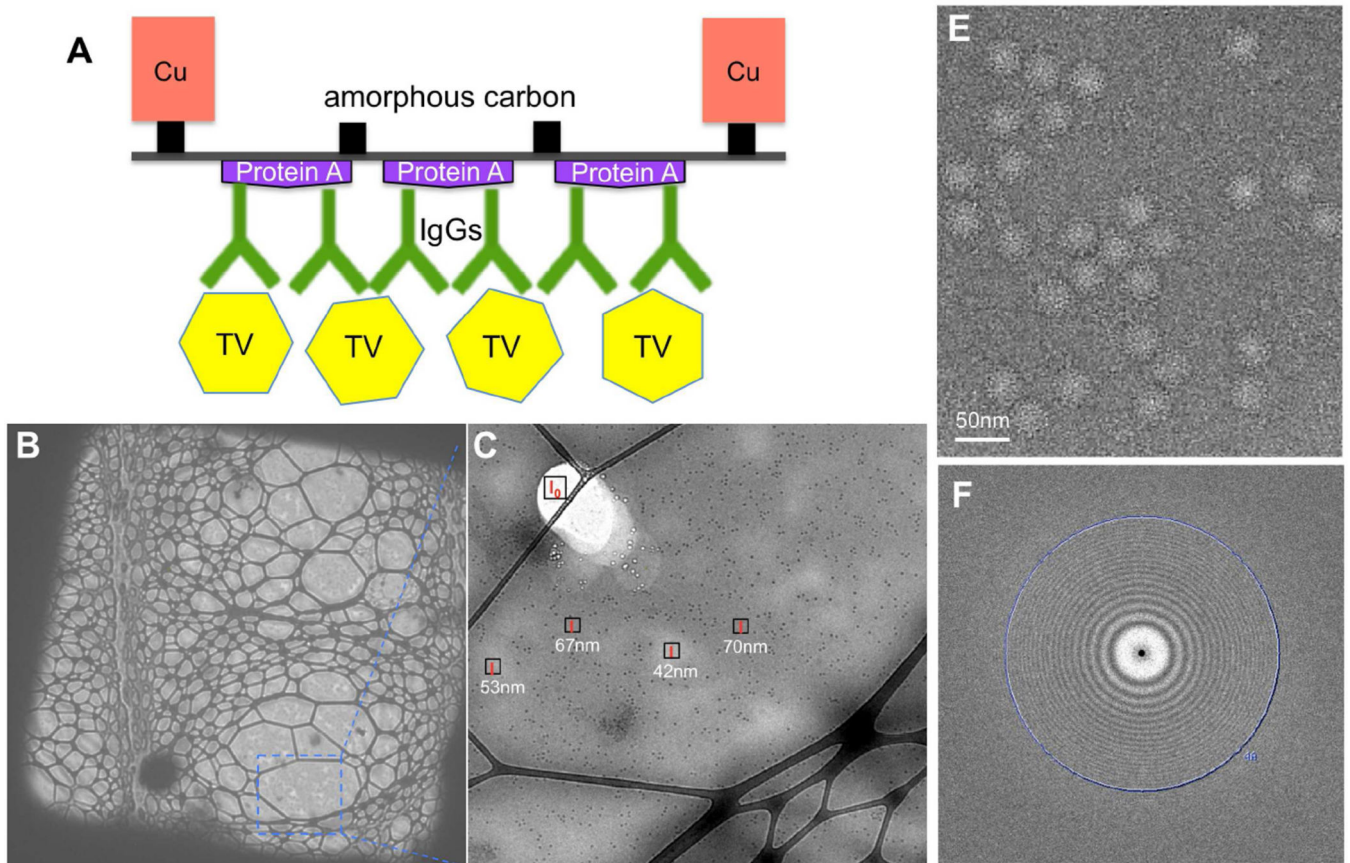 A
Cu
Cu
amorphous carbon
Protein A
Protein A
Protein A
IgGs
TV
TV
TV
TV
B
C
I0
I
67nm
I
70nm
I
42nm
I
53nm
E
50nm
F